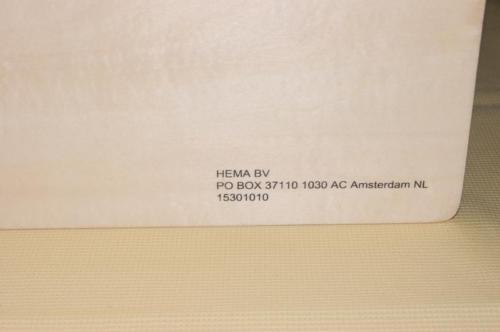 HEMA BV
PO BOX 37110 1030 AC Amsterdam NL
15301010